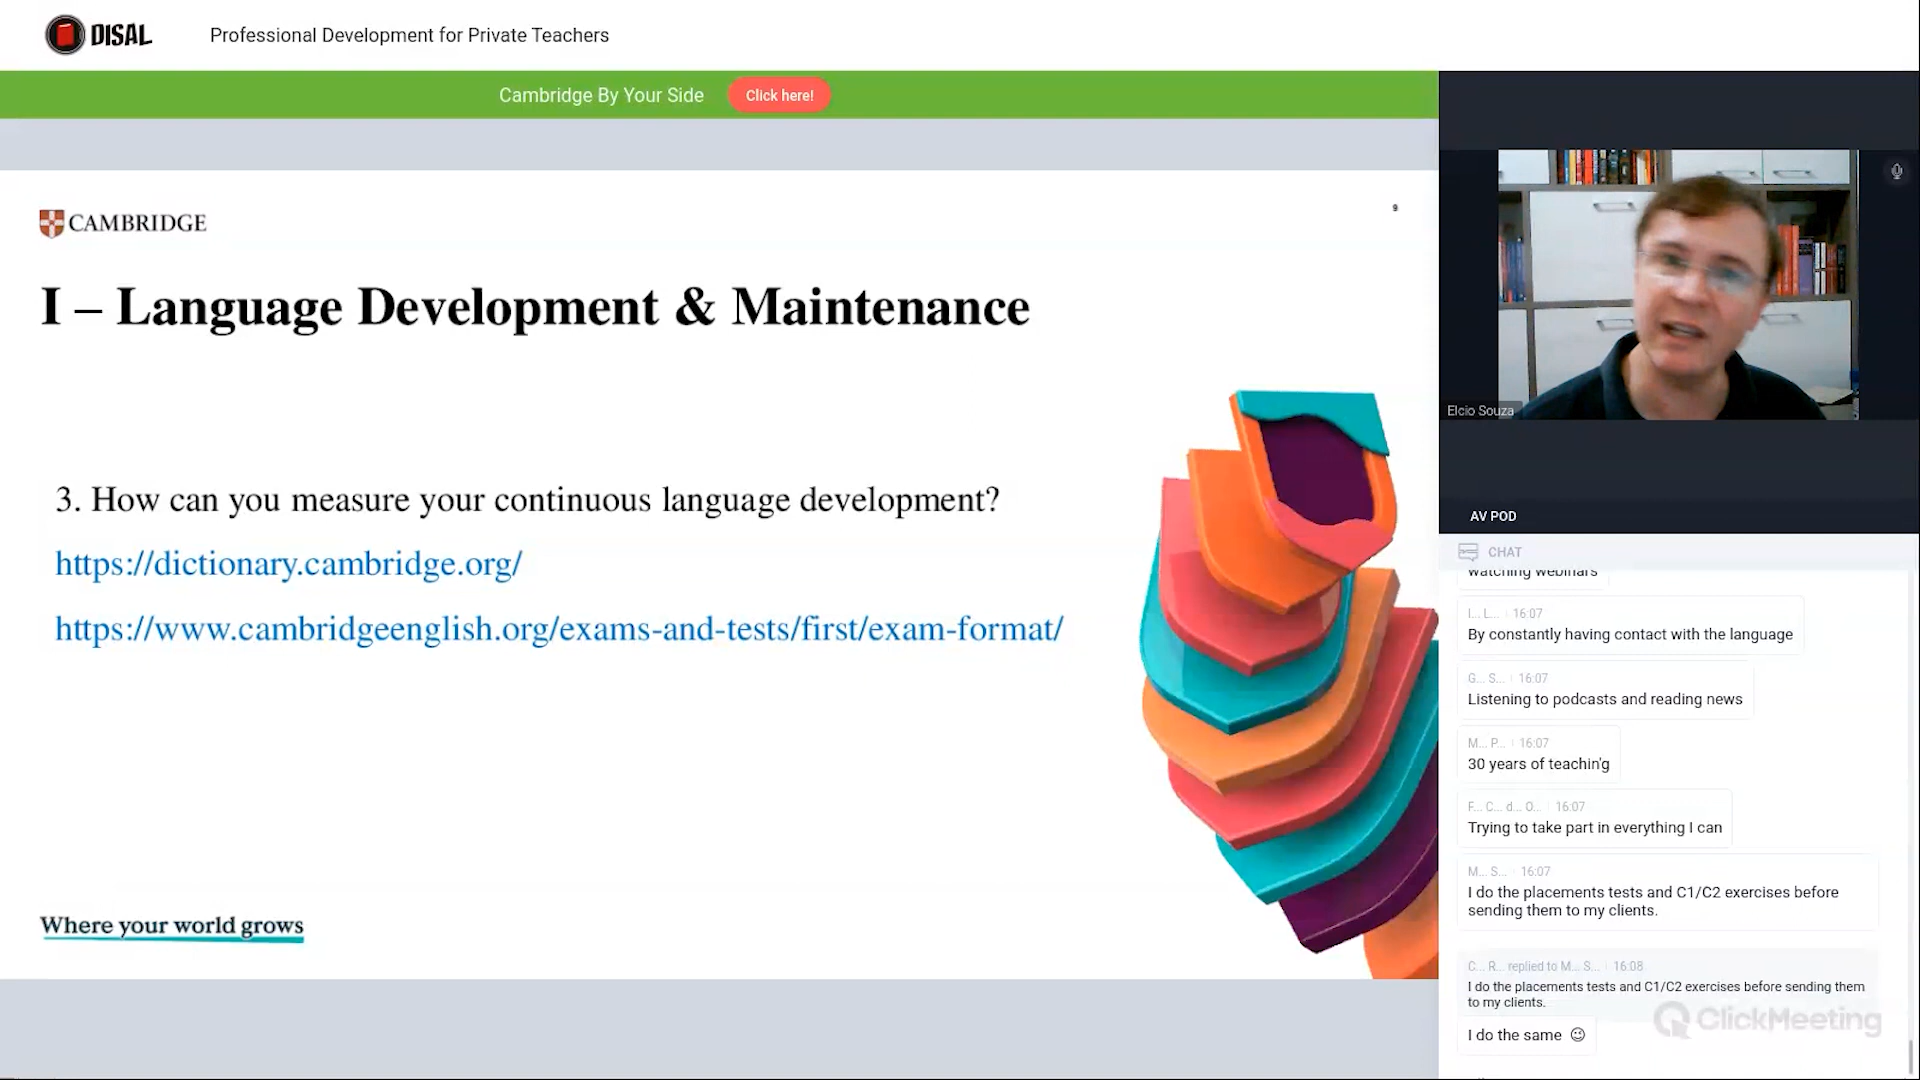 DISAL
Professional Development for Private Teachers
Cambridge By Your Side
Click here!
CAMBRIDGE
9
I – Language Development & Maintenance
3. How can you measure your continuous language development?
https://dictionary.cambridge.org/
https://www.cambridgeenglish.org/exams-and-tests/first/exam-format/
Where your world grows
Elcio Souza
AV POD
CHAT
watching webinars
I... L... 16:07
By constantly having contact with the language
G... S... 16:07
Listening to podcasts and reading news
M... P... 16:07
30 years of teachin'g
F... C... d... O... 16:07
Trying to take part in everything I can
M... S... 16:07
I do the placements tests and C1/C2 exercises before
sending them to my clients.
C... R... replied to M... S... 16:08
I do the placements tests and C1/C2 exercises before sending them
to my clients.
I do the same 😉
ClickMeeting